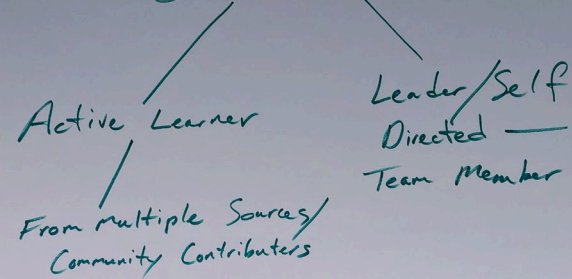 Active Learner
From multiple Sources/
Community Contributers
Leader/Self
Directed
Team Member